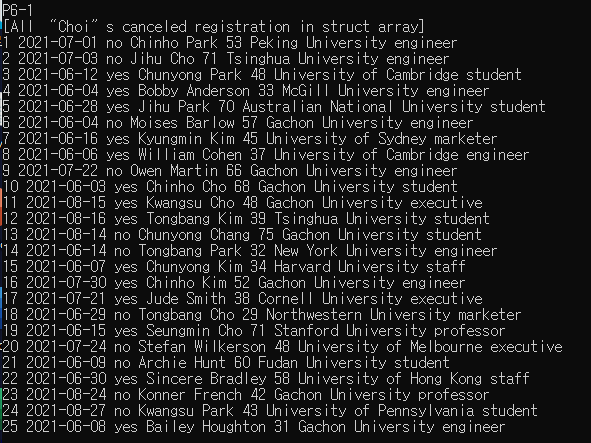 P6-1
[All "Choi" s canceled registration in struct array]
1 2021-07-01 no Chinho Park 53 Peking University engineer
2 2021-07-03 no Jihu Cho 71 Tsinghua University engineer
3 2021-06-12 yes Chunyong Park 48 University of Cambridge student
4 2021-06-04 yes Bobby Anderson 33 McGill University engineer
5 2021-06-28 yes Jihu Park 70 Australian National University student
6 2021-06-04 no Moises Barlow 57 Gachon University engineer
7 2021-06-16 yes Kyungmin Kim 45 University of Sydney marketer
8 2021-06-06 yes William Cohen 37 University of Cambridge engineer
9 2021-07-22 no Owen Martin 66 Gachon University engineer
10 2021-06-03 yes Chinho Cho 68 Gachon University student
11 2021-08-15 yes Kwangsu Cho 48 Gachon University executive
12 2021-08-16 yes Tongbang Kim 39 Tsinghua University student
13 2021-08-14 no Chunyong Chang 75 Gachon University student
14 2021-06-14 no Tongbang Park 32 New York University engineer
15 2021-06-07 yes Chunyong Kim 34 Harvard University staff
16 2021-07-30 yes Chinho Kim 52 Gachon University engineer
17 2021-07-21 yes Jude Smith 38 Cornell University executive
18 2021-06-29 no Tongbang Cho 29 Northwestern University marketer
19 2021-06-15 yes Seungmin Cho 71 Stanford University professor
20 2021-07-24 no Stefan Wilkerson 48 University of Melbourne executive
21 2021-06-09 no Archie Hunt 60 Fudan University student
22 2021-06-30 yes Sincere Bradley 58 University of Hong Kong staff
23 2021-08-24 no Konner French 42 Gachon University professor
24 2021-08-27 no Kwangsu Park 43 University of Pennsylvania student
25 2021-06-08 yes Bailey Houghton 31 Gachon University engineer